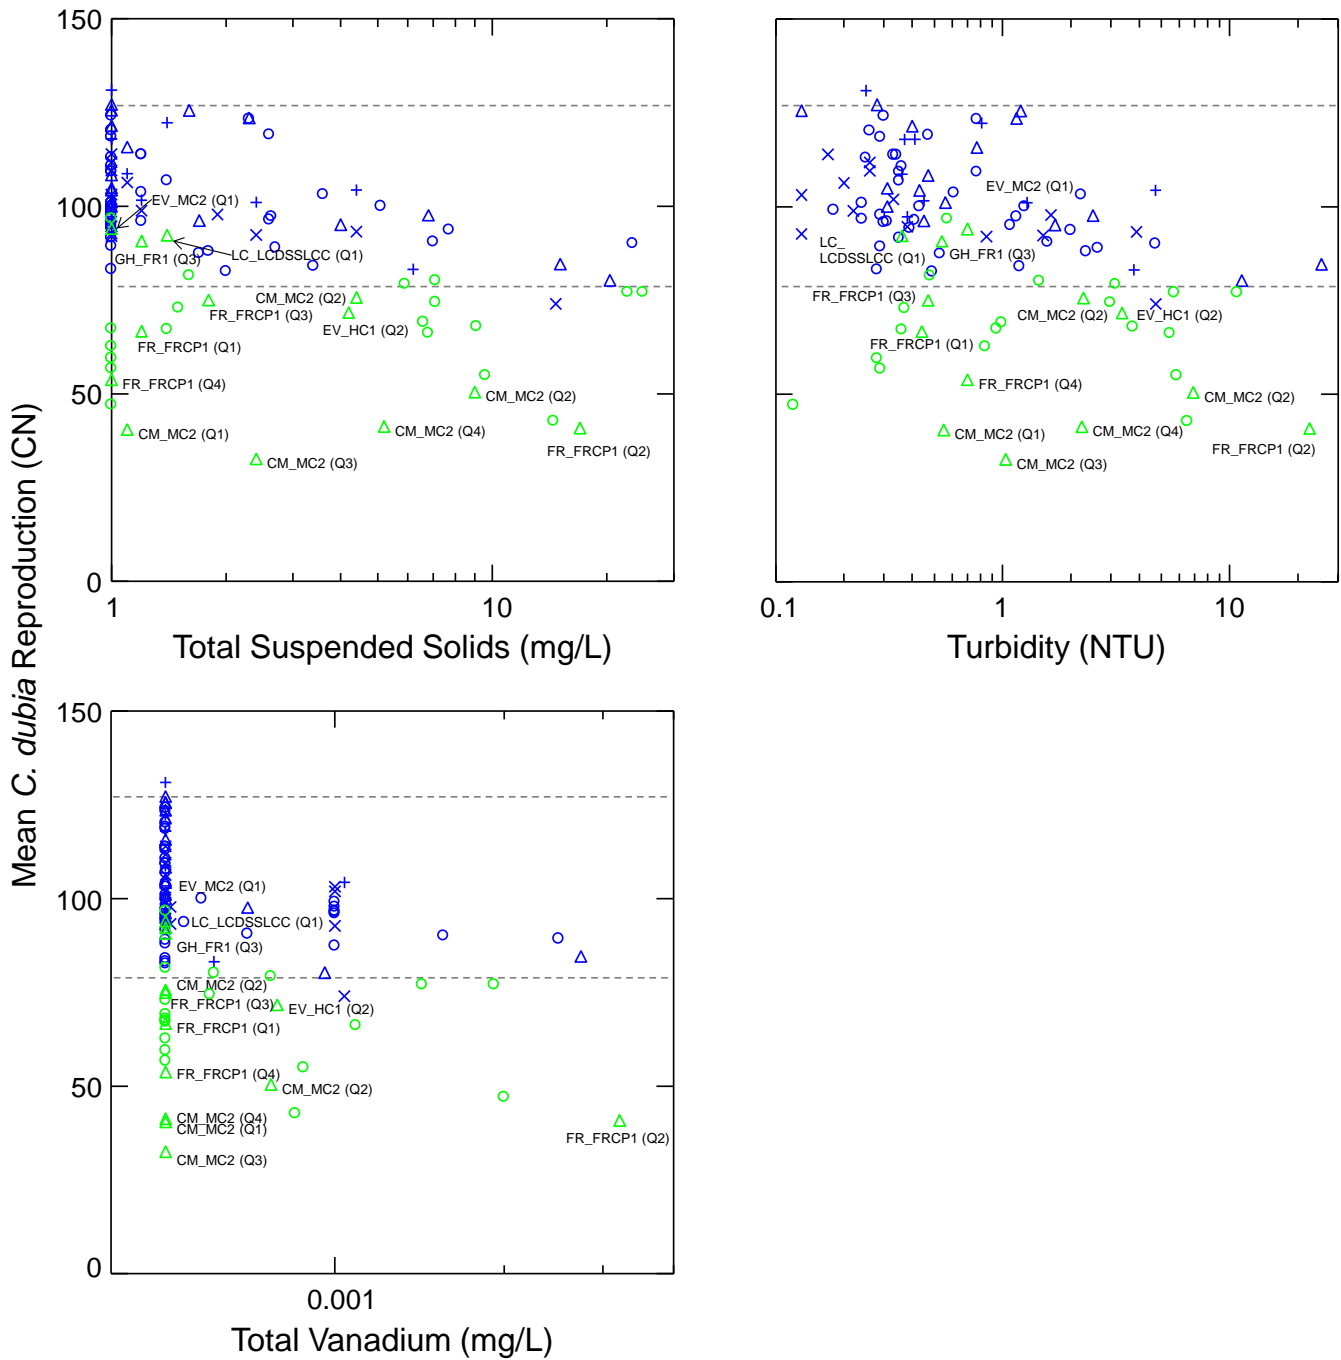 Mean C. dubia Reproduction (CN)
150
100
50
0
EV_MC2 (Q1)
GH_FR1 (Q3)
LC_LCDSSLCC (Q1)
CM_MC2 (Q2)
FR_FRCP1 (Q3)
EV_HC1 (Q2)
FR_FRCP1 (Q1)
FR_FRCP1 (Q4)
CM_MC2 (Q2)
CM_MC2 (Q1)
CM_MC2 (Q4)
FR_FRCP1 (Q2)
CM_MC2 (Q3)
1
10
Total Suspended Solids (mg/L)
EV_MC2 (Q1)
LC_
LCDSSLCC (Q1)
GH_FR1 (Q3)
FR_FRCP1 (Q3)
CM_MC2 (Q2)
EV_HC1 (Q2)
FR_FRCP1 (Q1)
FR_FRCP1 (Q4)
CM_MC2 (Q2)
CM_MC2 (Q1)
CM_MC2 (Q4)
FR_FRCP1 (Q2)
CM_MC2 (Q3)
0.1
1
10
Turbidity (NTU)
150
100
50
0
EV_MC2 (Q1)
LC_LCDSSLCC (Q1)
GH_FR1 (Q3)
CM_MC2 (Q2)
FR_FRCP1 (Q3)
EV_HC1 (Q2)
FR_FRCP1 (Q1)
FR_FRCP1 (Q4)
CM_MC2 (Q2)
CM_MC2 (Q4)
CM_MC2 (Q1)
FR_FRCP1 (Q2)
CM_MC2 (Q3)
0.001
Total Vanadium (mg/L)